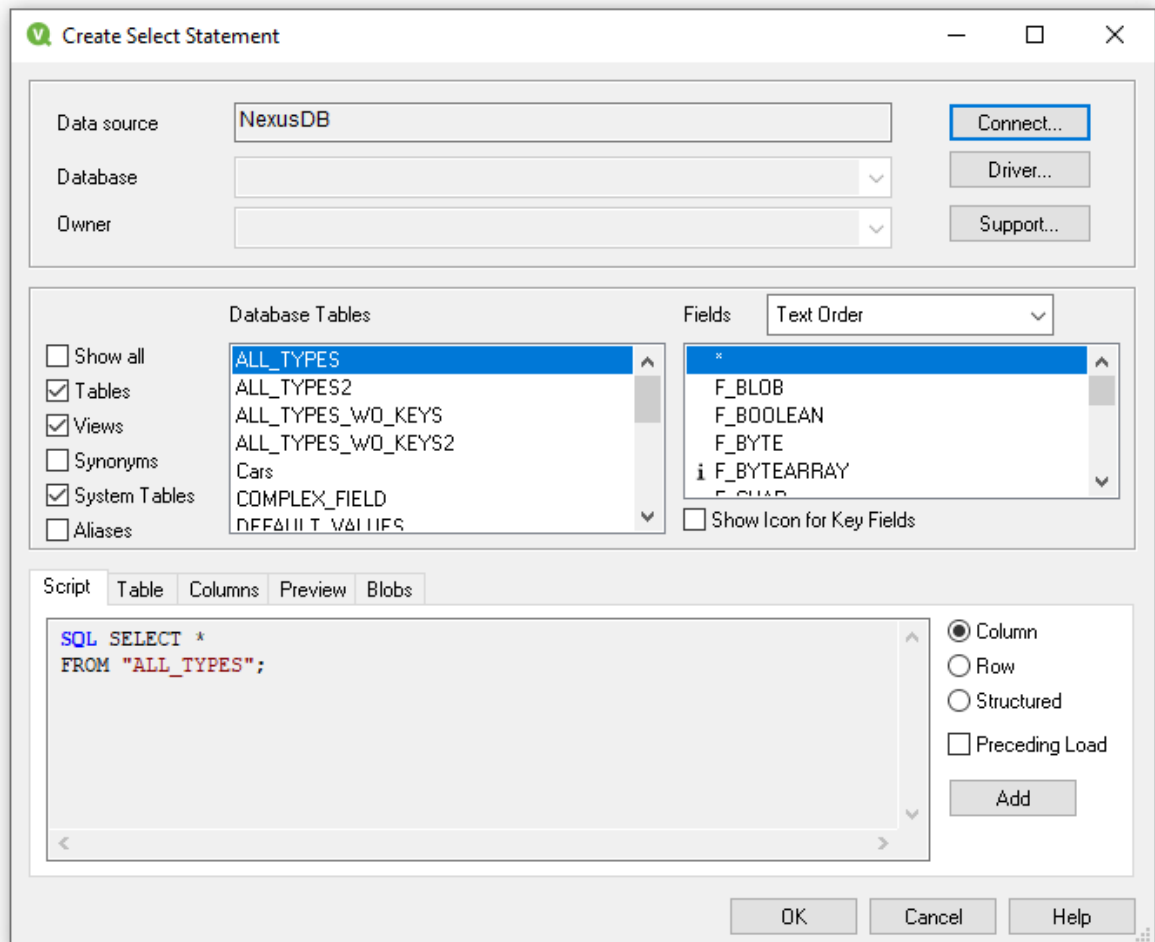 Create Select Statement
Data source
NexusDB
Connect...
Database
Driver...
Owner
Support...
Database Tables
Fields
Text Order
Show all
Tables
Views
Synonyms
System Tables
Aliases
ALL_TYPES
ALL_TYPES2
ALL_TYPES_WO_KEYS
ALL_TYPES_WO_KEYS2
Cars
COMPLEX_FIELD
DEFAULT_VALUES
*
F_BLOB
F_BOOLEAN
F_BYTE
i F_BYTEARRAY
F_CHAR
Show Icon for Key Fields
Script
Table
Columns
Preview
Blobs
SQL SELECT *
FROM "ALL_TYPES";
Column
Row
Structured
Preceding Load
Add
OK
Cancel
Help